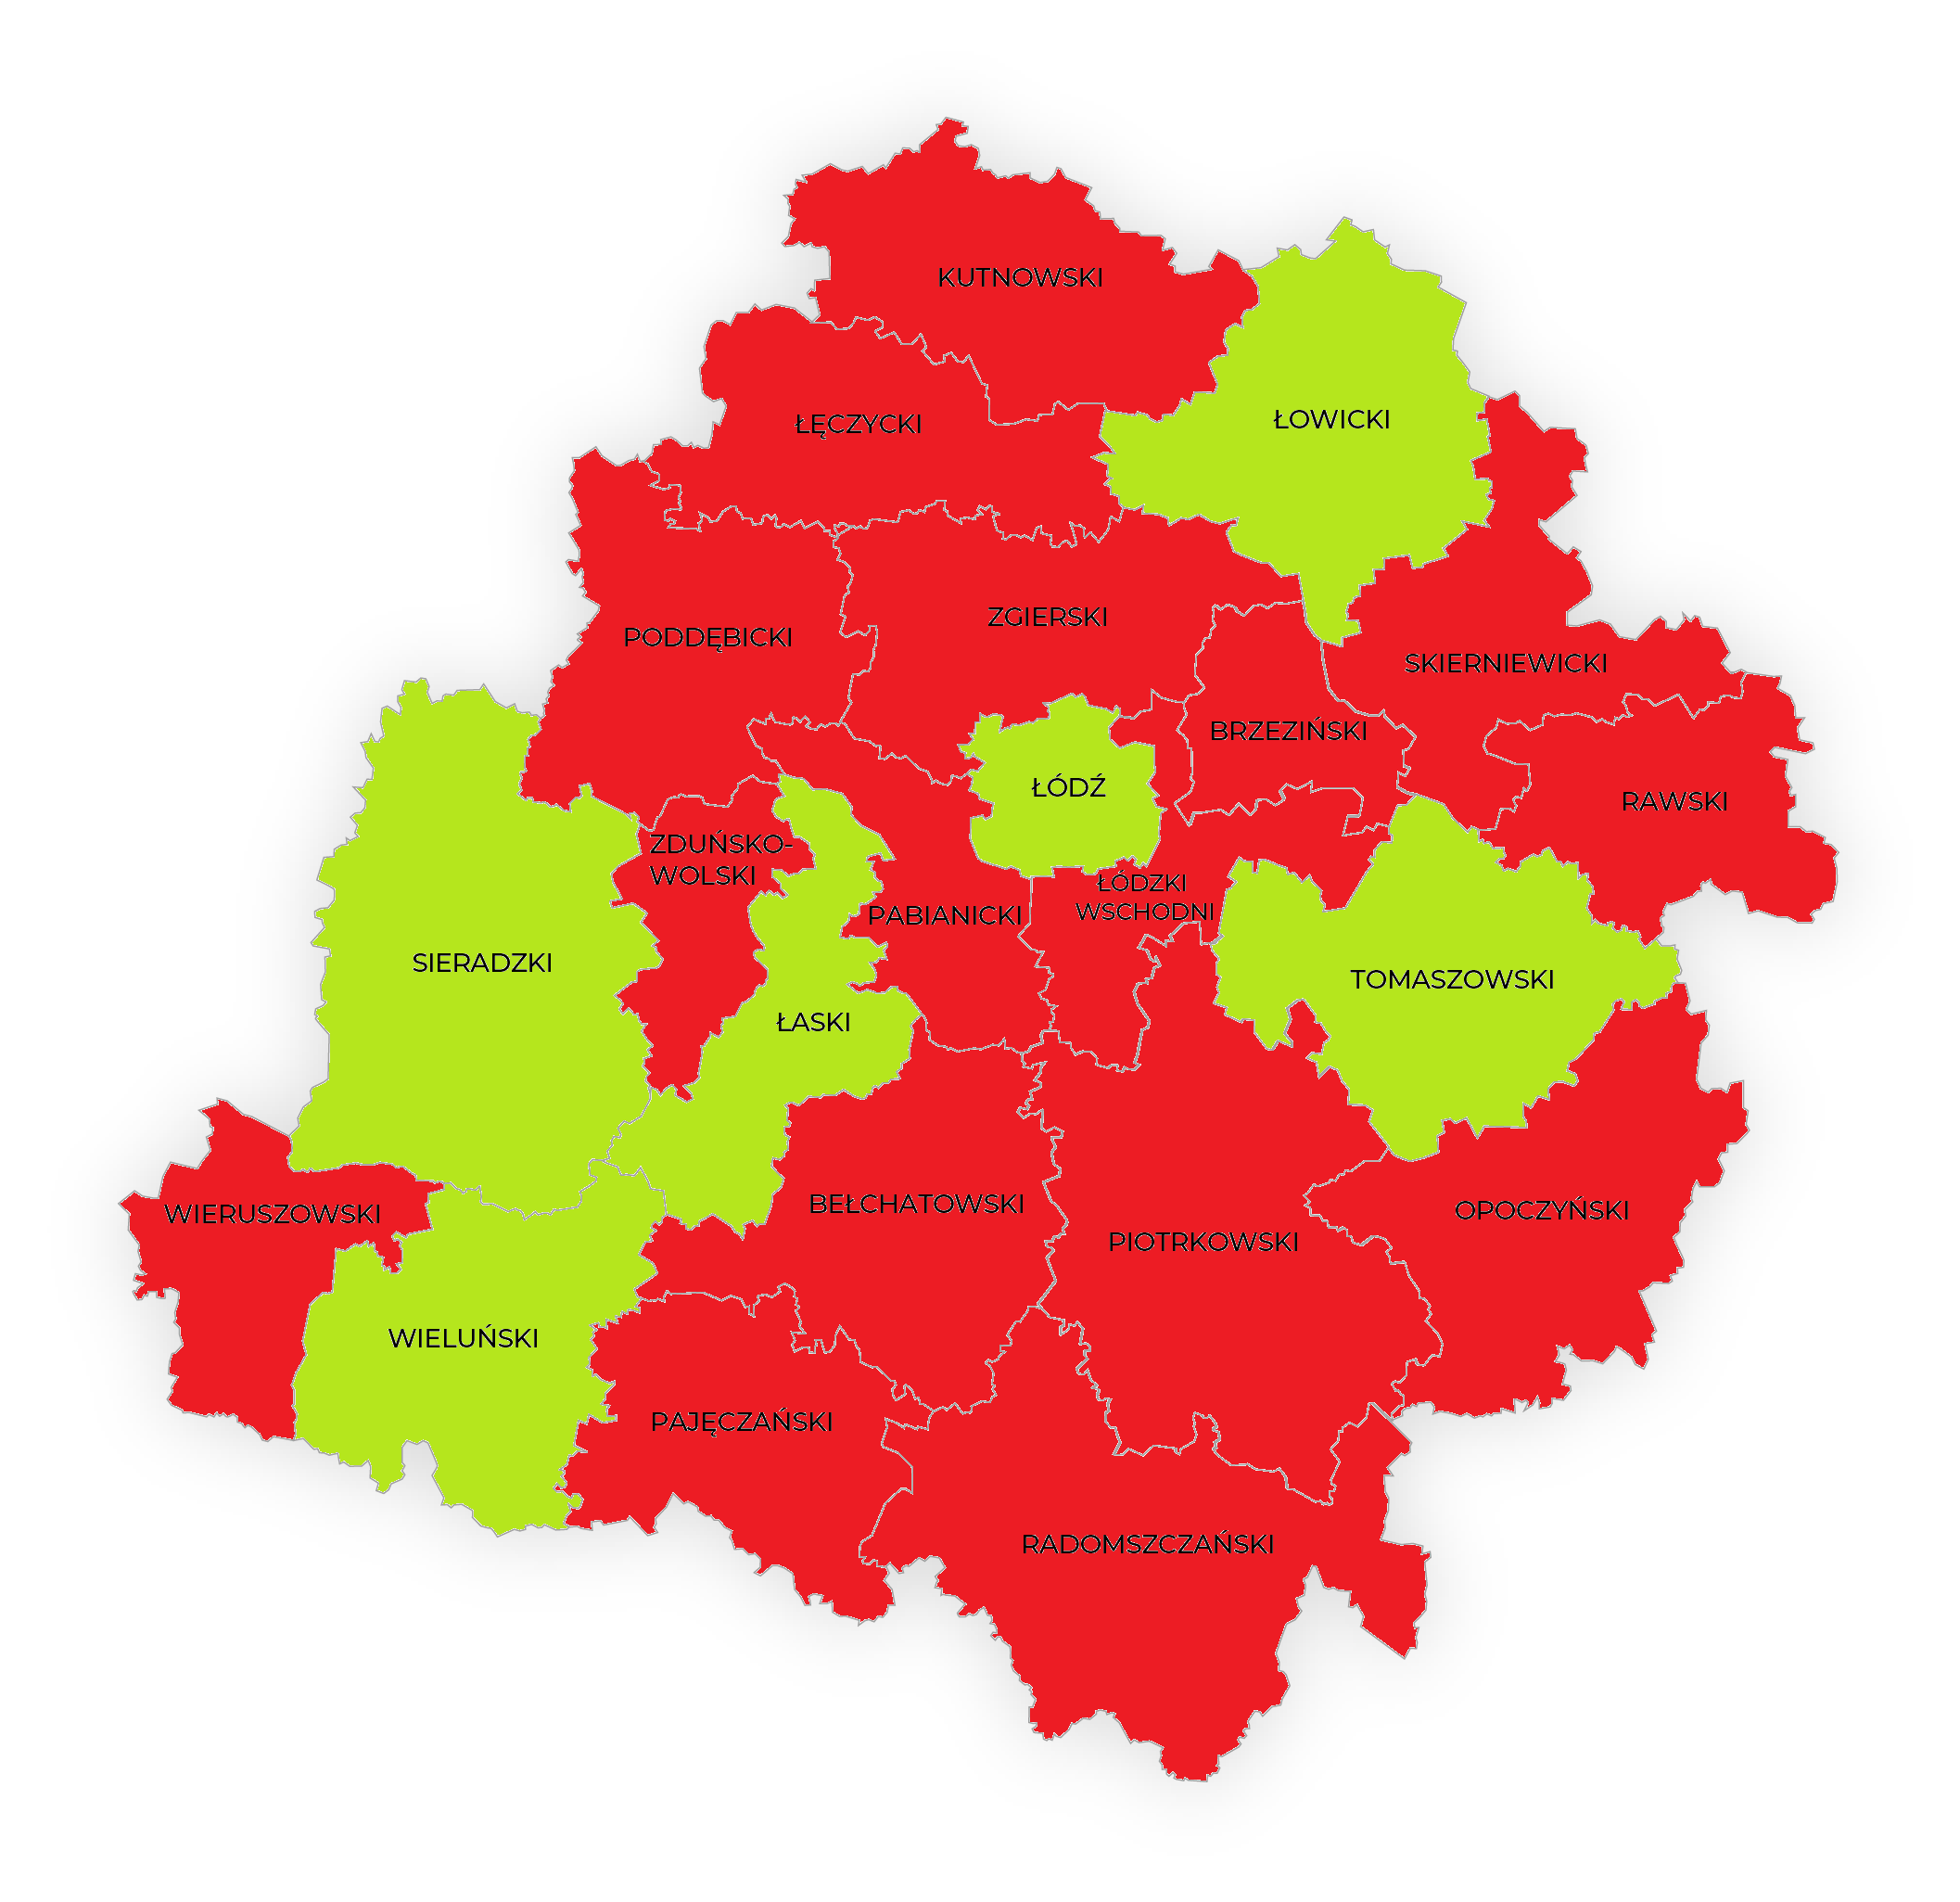 KUTNOWSKI
ŁOWICKI
ŁĘCZYCKI
ZGIERSKI
PODDĘBICKI
SKIERNIEWICKI
BRZEZIŃSKI
ŁÓDŹ
RAWSKI
ZDUŃSKO-
WOLSKI
ŁÓDZKI
WSCHODNI
PABIANICKI
SIERADZKI
TOMASZOWSKI
ŁASKI
BEŁCHATOWSKI
OPOCZYŃSKI
WIERUSZOWSKI
PIOTRKOWSKI
WIELUŃSKI
PAJĘCZAŃSKI
RADOMSZCZAŃSKI